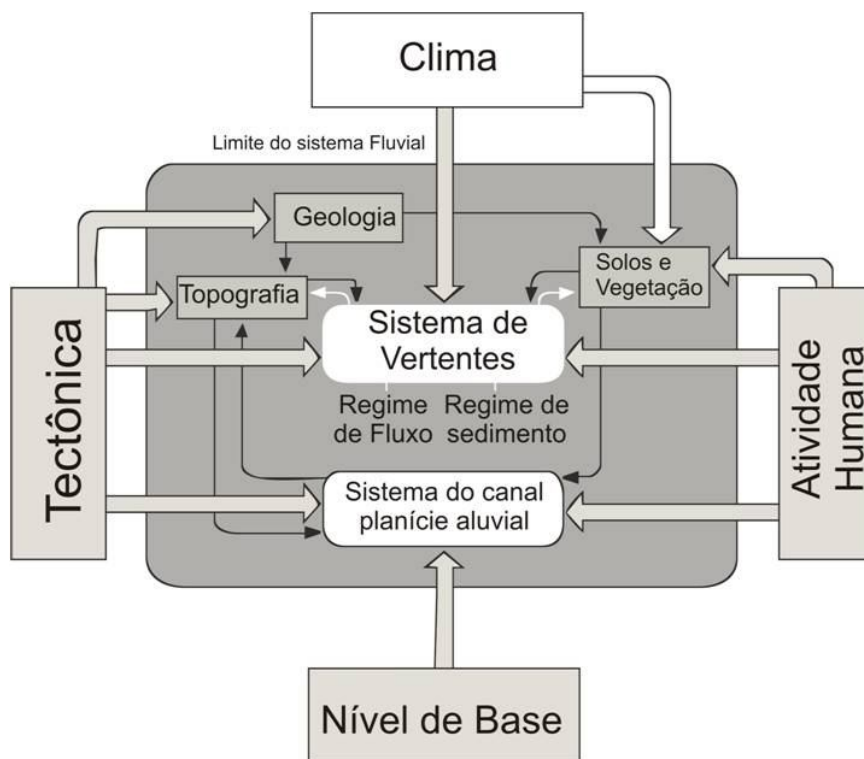 Clima
Limite do sistema Fluvial
Geologia
Solos e
Vegetação
Topografia
Sistema de
Vertentes
Tectônica
Atividade
Humana
Regime
de Fluxo
Regime de
sedimento
Sistema do canal
planície aluvial
Nível de Base